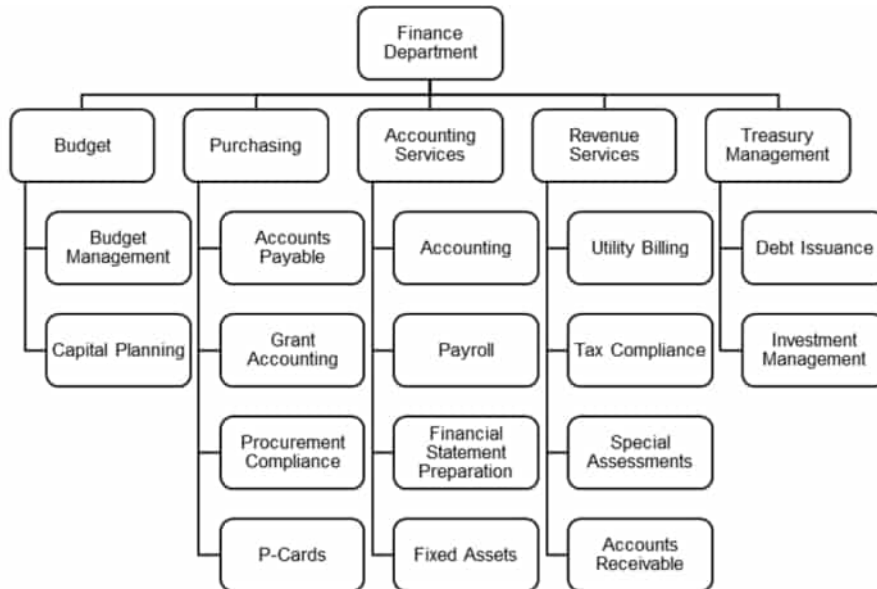 Finance
Department
Budget
Purchasing
Accounting
Services
Revenue
Services
Treasury
Management
Budget
Management
Accounts
Payable
Accounting
Utility Billing
Debt Issuance
Capital Planning
Grant
Accounting
Payroll
Tax Compliance
Investment
Management
Procurement
Compliance
Financial
Statement
Preparation
Special
Assessments
P-Cards
Fixed Assets
Accounts
Receivable